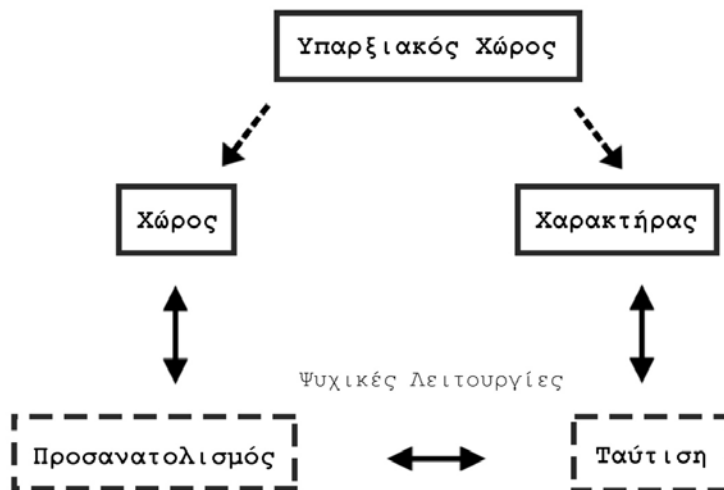 Υπαρξιακός Χώρος
Χώρος
Χαρακτήρας
Ψυχικές Λειτουργίες
Προσανατολισμός
Ταύτιση